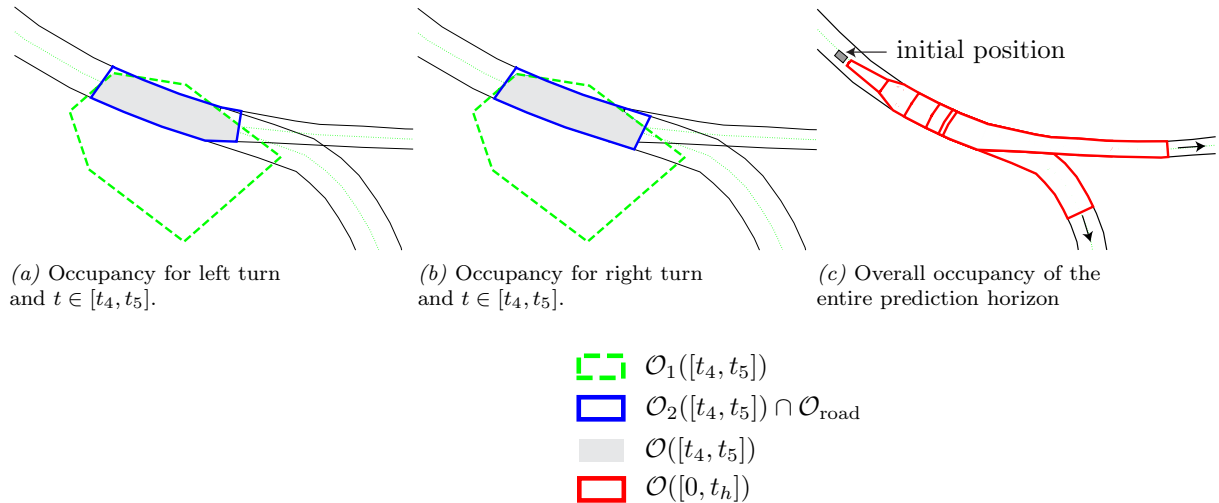 initial position
(a) Occupancy for left turn
and t ∈ [t₄, t₅].
(b) Occupancy for right turn
and t ∈ [t₄, t₅].
(c) Overall occupancy of the
entire prediction horizon
𝒪₁([t₄, t₅])
𝒪₂([t₄, t₅]) ∩ 𝒪road
𝒪([t₄, t₅])
𝒪([0, tₕ])